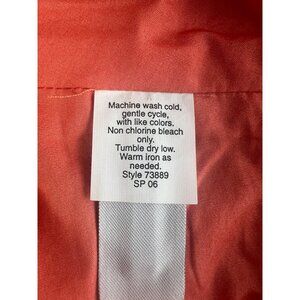 Machine wash cold,
gentle cycle,
with like colors.
Non chlorine bleach
only.
Tumble dry low.
Warm iron as
needed.
Style 73889
SP 06